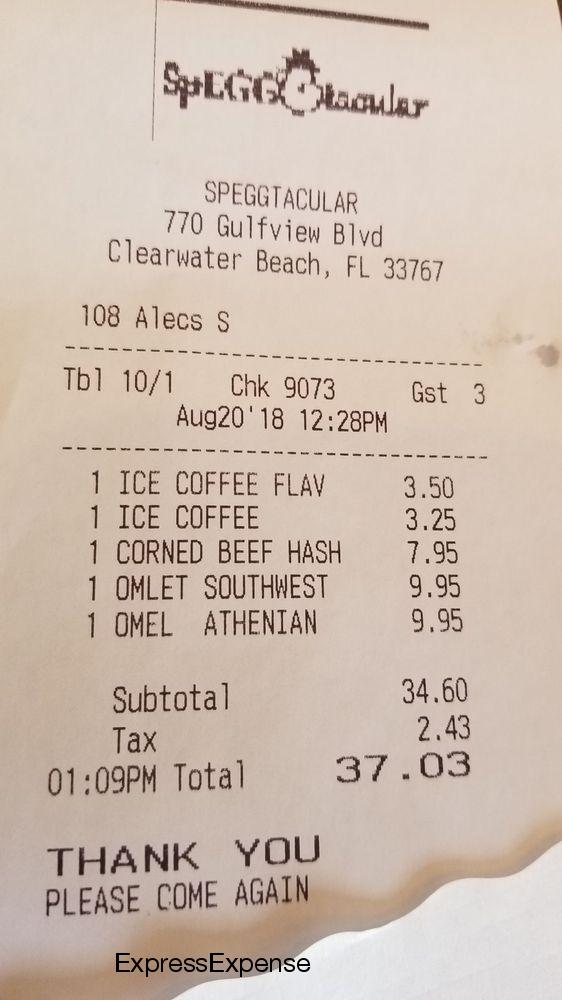 SpEGGtacular
SPEGGTACULAR
770 Gulfview Blvd
Clearwater Beach, FL 33767
108 Alecs S
Tbl 10/1 Chk 9073 Gst 3
Aug20'18 12:28PM
1 ICE COFFEE FLAV 3.50
1 ICE COFFEE 3.25
1 CORNED BEEF HASH 7.95
1 OMLET SOUTHWEST 9.95
1 OMEL ATHENIAN 9.95
Subtotal 34.60
Tax 2.43
01:09PM Total 37.03
THANK YOU
PLEASE COME AGAIN
ExpressExpense